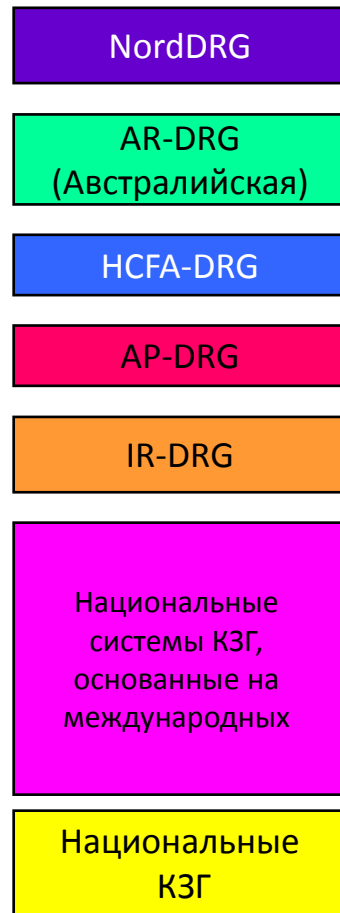 NordDRG
AR-DRG
(Австралийская)
HCFA-DRG
AP-DRG
IR-DRG
Национальные
системы КЗГ,
основанные на
международных
Национальные
КЗГ